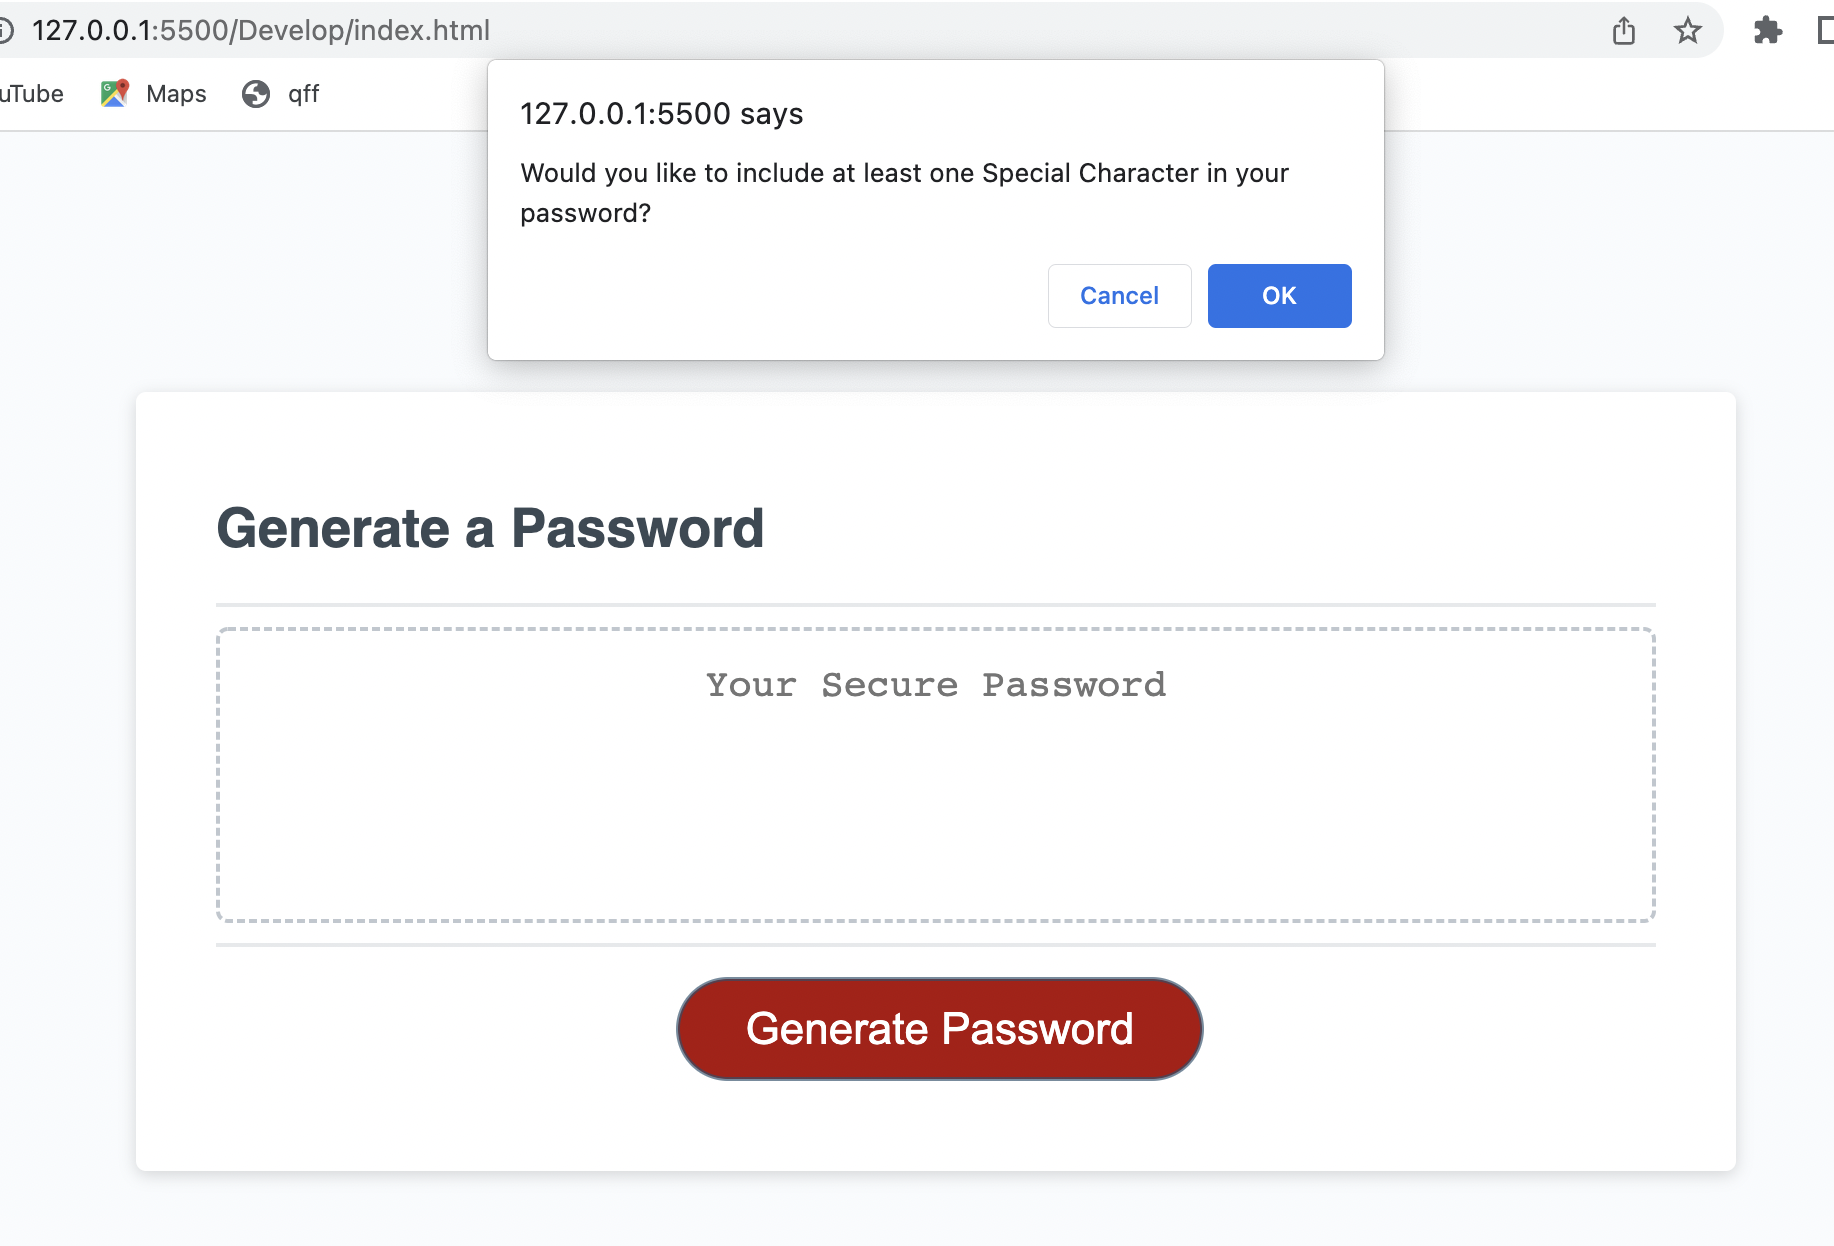 127.0.0.1:5500/Develop/index.html
uTube Maps qff
127.0.0.1:5500 says
Would you like to include at least one Special Character in your
password?
Cancel OK
Generate a Password
Your Secure Password
Generate Password